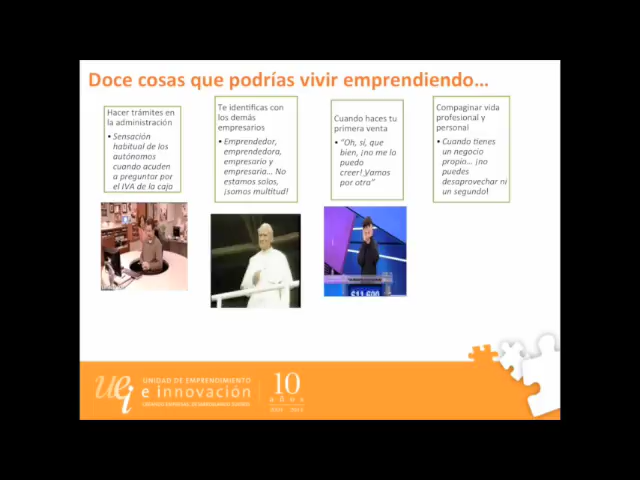 Doce cosas que podrías vivir emprendiendo...
Hacer trámites en
la administración
• Sensación
habitual de los
autónomos
cuando acuden
a preguntar por
el IVA de la caja
Te identificas con
los demás
empresarios
• Emprendedor,
emprendedora,
empresario y
empresaria... No
estamos solos,
¡somos multitud!
Cuando haces tu
primera venta
• "Oh, sí, que
bien, ¡no me lo
puedo
creer! ¡Vamos
por otra"
Compaginar vida
profesional y
personal
• Cuando tienes
un negocio
propio... ¡no
puedes
desaprovechar ni
un segundo!
$11,600
uei
UNIDAD DE EMPRENDIMIENTO
e innovación
10
años